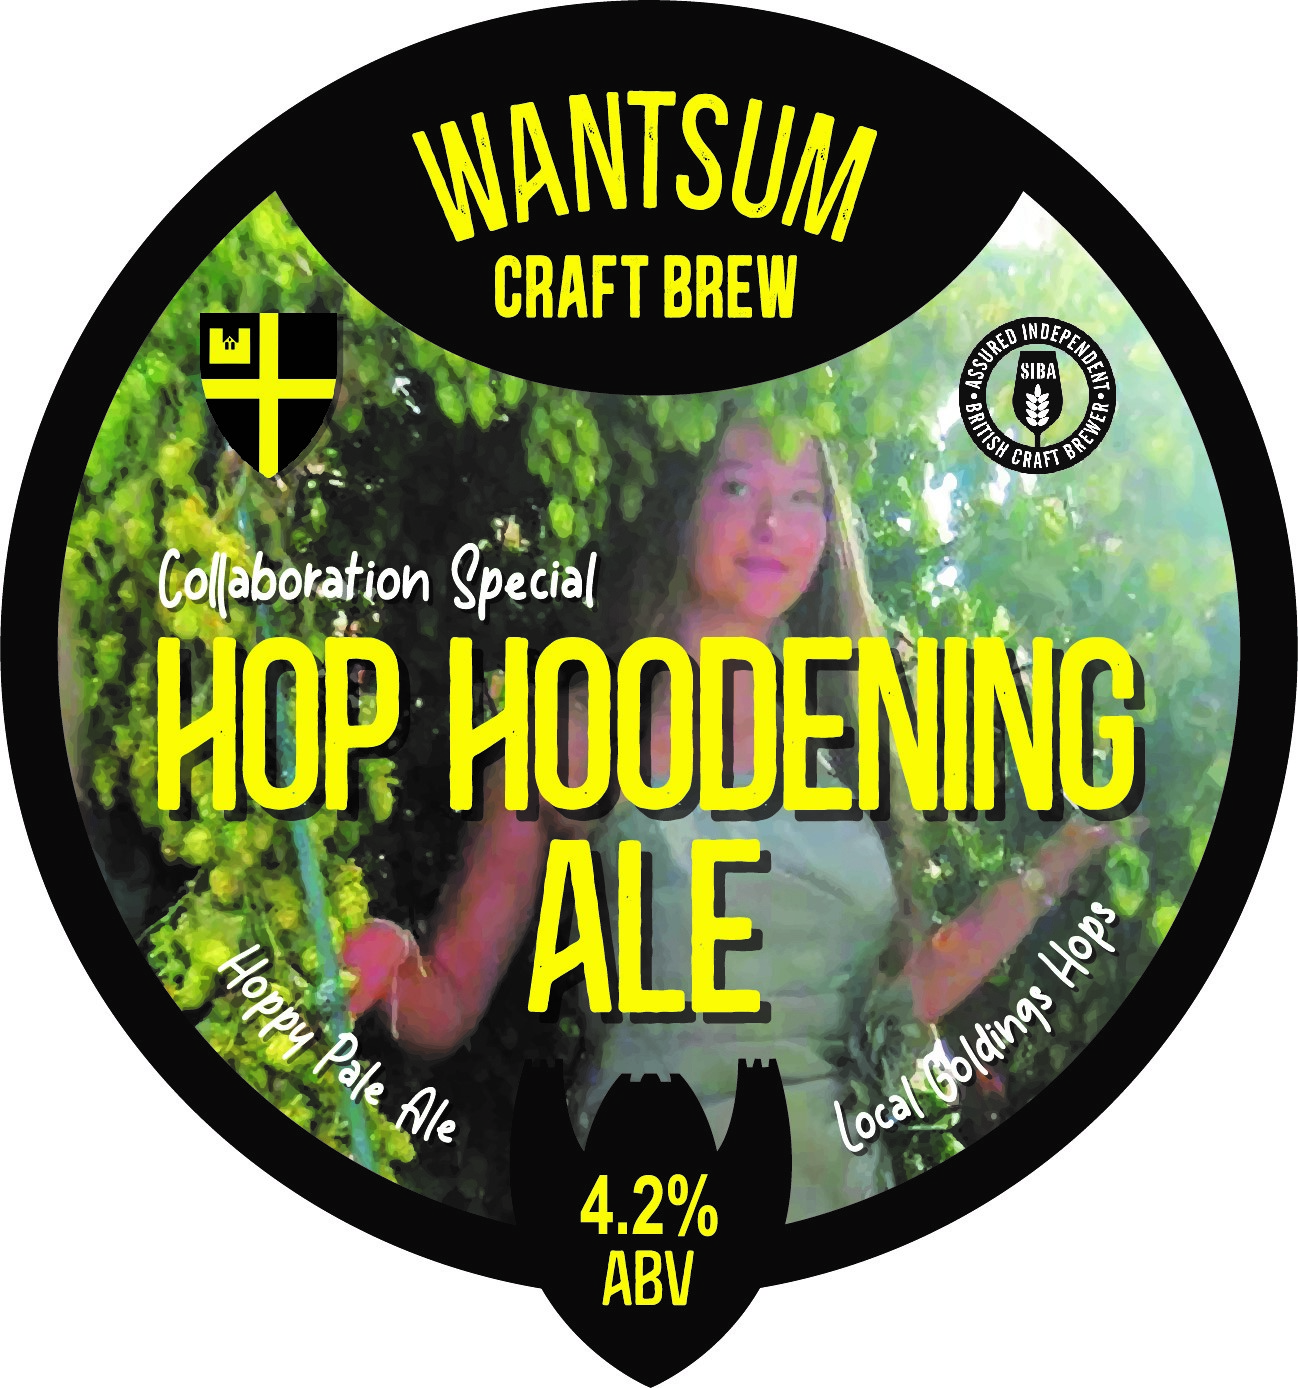 WANTSUM
CRAFT BREW
ASSURED INDEPENDENT
SIBA
BRITISH CRAFT BREWER
Collaboration Special
HOP HOODENING
ALE
Hoppy Pale Ale
Local Goldings Hops
4.2%
ABV